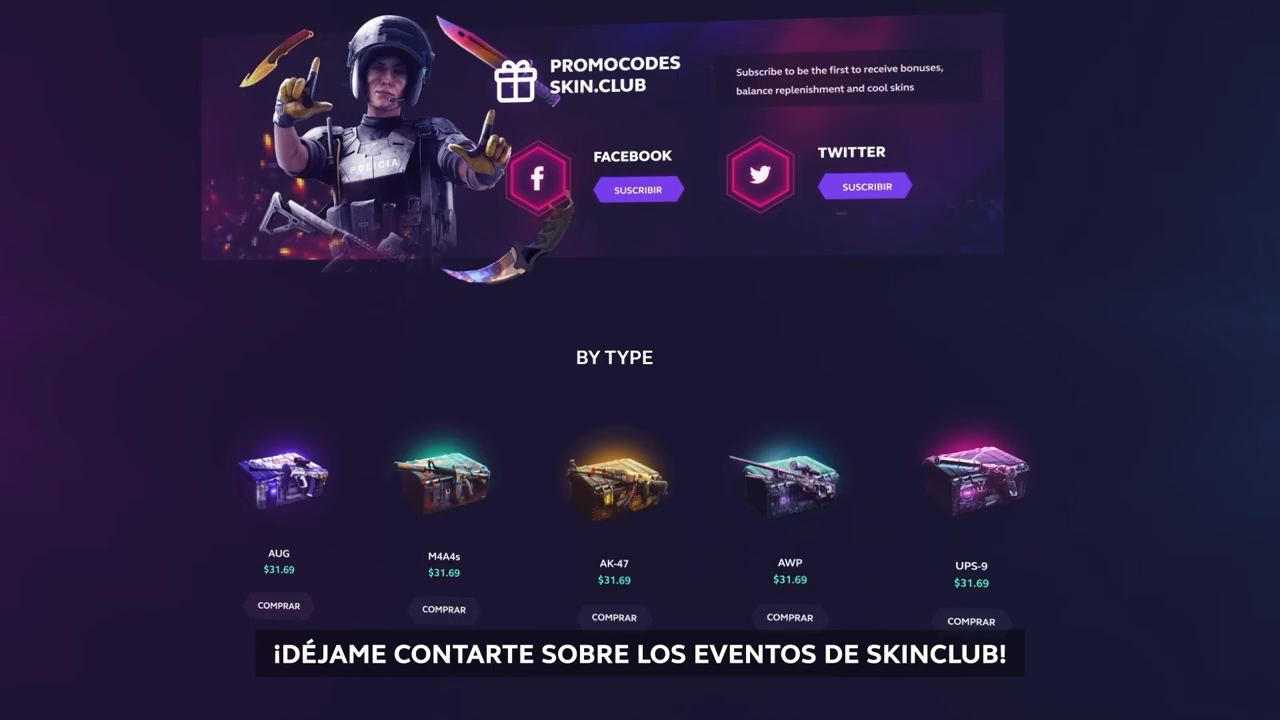 PROMOCODES
SKIN.CLUB
Subscribe to be the first to receive bonuses,
balance replenishment and cool skins
FACEBOOK
SUSCRIBIR
TWITTER
SUSCRIBIR
POLICIA
BY TYPE
AUG
$31.69
COMPRAR
M4A4s
$31.69
COMPRAR
AK-47
$31.69
COMPRAR
AWP
$31.69
COMPRAR
UPS-9
$31.69
COMPRAR
¡DÉJAME CONTARTE SOBRE LOS EVENTOS DE SKINCLUB!